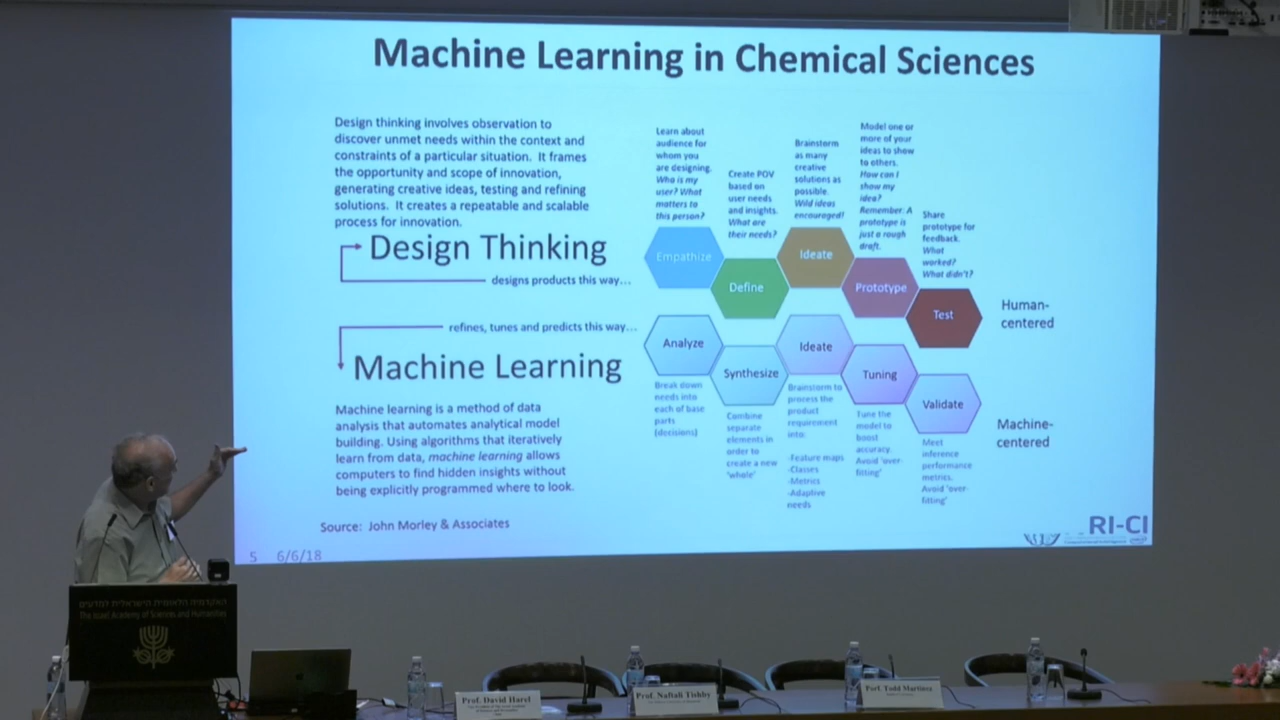 Machine Learning in Chemical Sciences
Design thinking involves observation to
discover unmet needs within the context and
constraints of a particular situation. It frames
the opportunity and scope of innovation,
generating creative ideas, testing and refining
solutions. It creates a repeatable and scalable
process for innovation.
Design Thinking
designs products this way...
Learn about
audience for
whom you
are designing.
Who is my
user? What
matters to
this person?
Create POV
based on
user needs
and insights.
What are
their needs?
Brainstorm
as many
creative
solutions as
possible.
Wild ideas
encouraged!
Model one or
more of your
ideas to show
to others.
How can I
show my
idea?
Remember: A
prototype is
just a rough
draft.
Share
prototype for
feedback.
What
worked?
What didn't?
Empathize
Define
Ideate
Prototype
Test
Human-
centered
refines, tunes and predicts this way...
Machine Learning
Machine learning is a method of data
analysis that automates analytical model
building. Using algorithms that iteratively
learn from data, machine learning allows
computers to find hidden insights without
being explicitly programmed where to look.
Analyze
Synthesize
Ideate
Tuning
Validate
Machine-
centered
Break down
needs into
each of base
parts
(decisions)
Combine
separate
elements in
order to
create a new
'whole'
Brainstorm to
process the
product
requirement
into:
-Feature maps
-Classes
-Metrics
-Adaptive
needs
Tune the
model to
boost
accuracy.
Avoid 'over-
fitting'
Meet
inference
performance
metrics.
Avoid 'over-
fitting'
Source: John Morley & Associates
5 6/6/18
RI-CI
האקדמיה הלאומית הישראלית למדעים
The Israel Academy of Sciences and Humanities
Prof. David Harel
Prof. Naftali Tishby
Porf. Todd Martinez